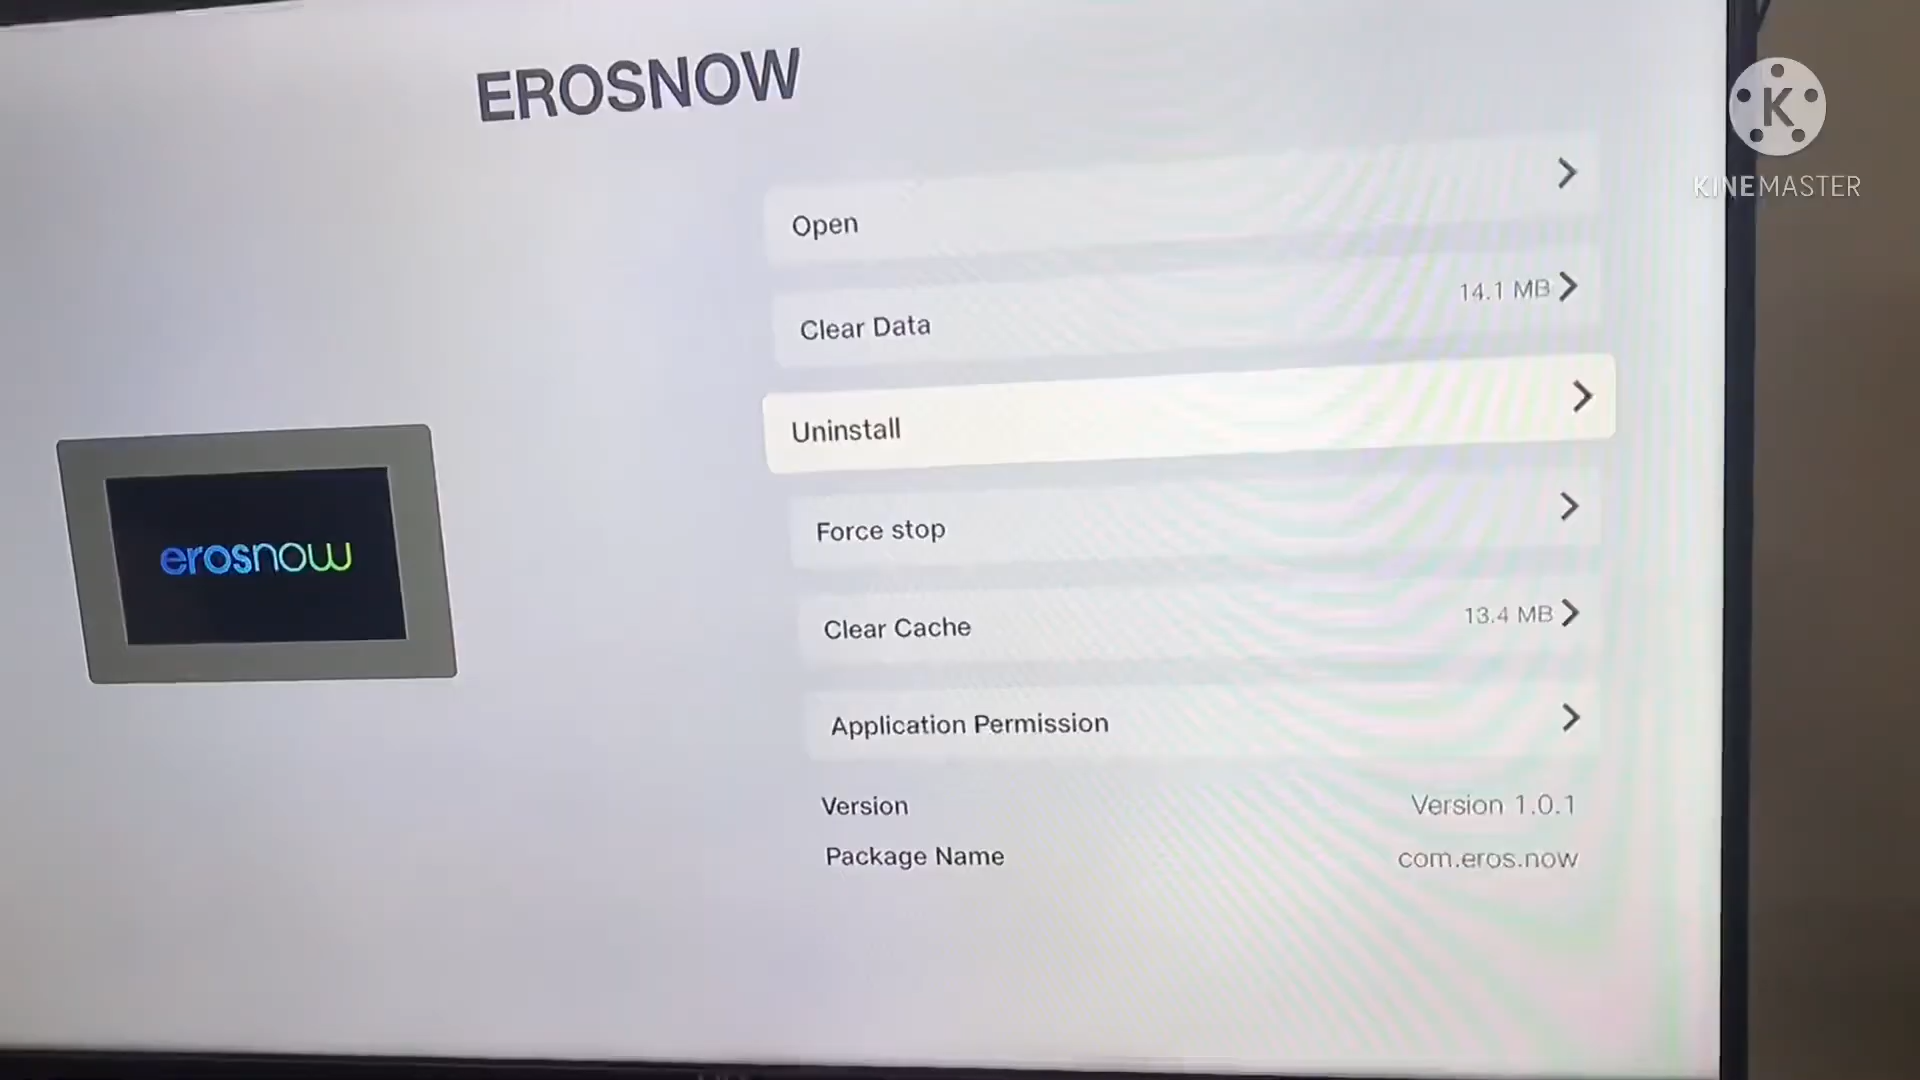 EROSNOW
K
KINEMASTER
Open
Clear Data
14.1 MB
Uninstall
erosnow
Force stop
Clear Cache
13.4 MB
Application Permission
Version
Version 1.0.1
Package Name
com.eros.now